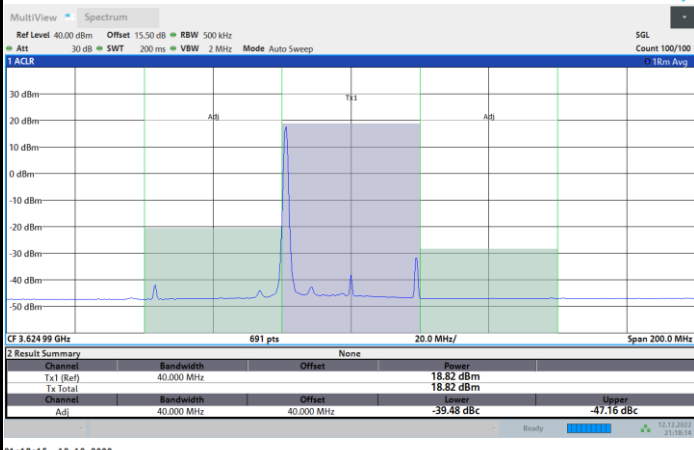 MultiView Spectrum
Ref Level 40.00 dBm Offset 15.50 dB RBW 500 kHz SGL
Att 30 dB SWT 200 ms VBW 2 MHz Mode Auto Sweep Count 100/100
1 ACLR 1Rm Avg
30 dBm
Tx1
20 dBm Adj Adj
10 dBm
0 dBm
-10 dBm
-20 dBm
-30 dBm
-40 dBm
-50 dBm
CF 3.624 99 GHz 691 pts 20.0 MHz/ Span 200.0 MHz
2 Result Summary None
Channel Bandwidth Offset Power
Tx1 (Ref) 40.000 MHz 18.82 dBm
Tx Total 18.82 dBm
Channel Bandwidth Offset Lower Upper
Adj 40.000 MHz 40.000 MHz -39.48 dBc -47.16 dBc
Ready 12.12.2022
21:18:14